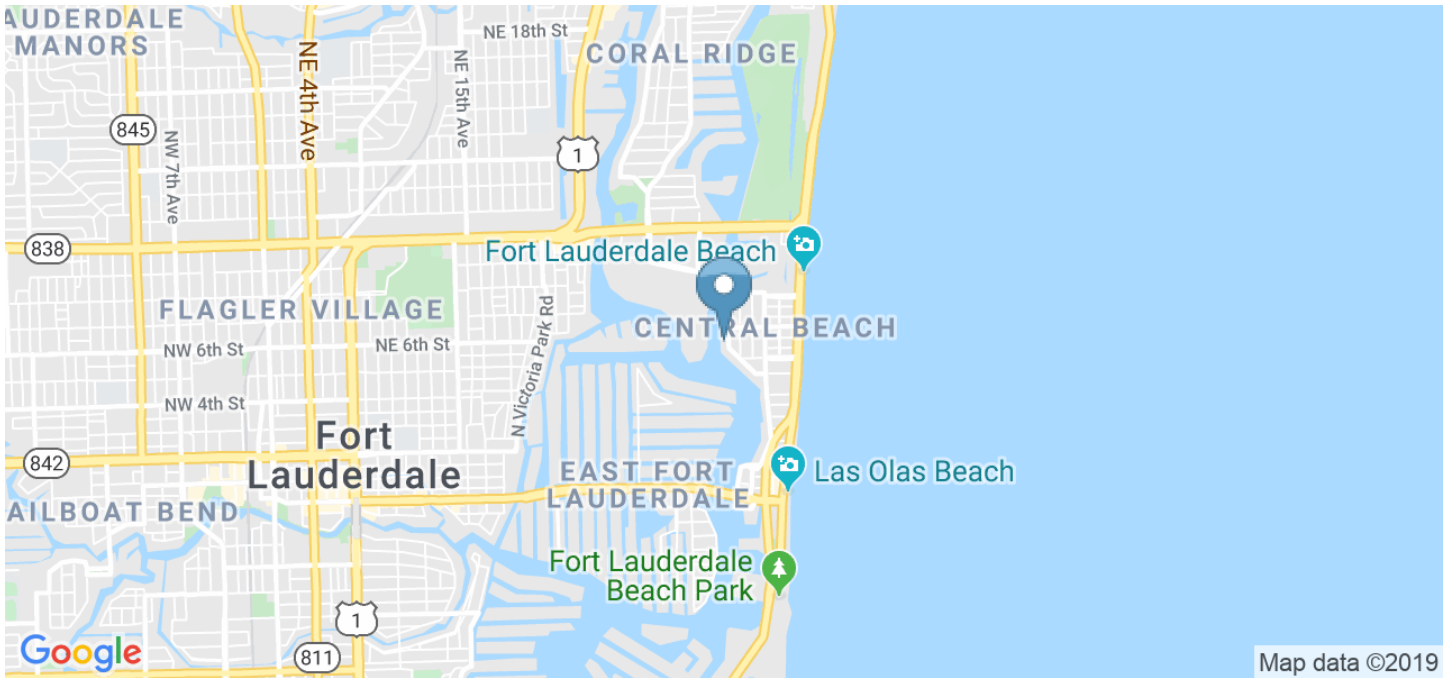 AUDERDALE
MANORS
NE 18th St
CORAL RIDGE
NE 4th Ave
NE 15th Ave
845
1
NW 7th Ave
838
Fort Lauderdale Beach
FLAGLER VILLAGE
CENTRAL BEACH
NW 6th St
NE 6th St
N Victoria Park Rd
NW 4th St
Fort
Lauderdale
842
EAST FORT
LAUDERDALE
Las Olas Beach
AILBOAT BEND
Fort Lauderdale
Beach Park
1
811
Google
Map data ©2019